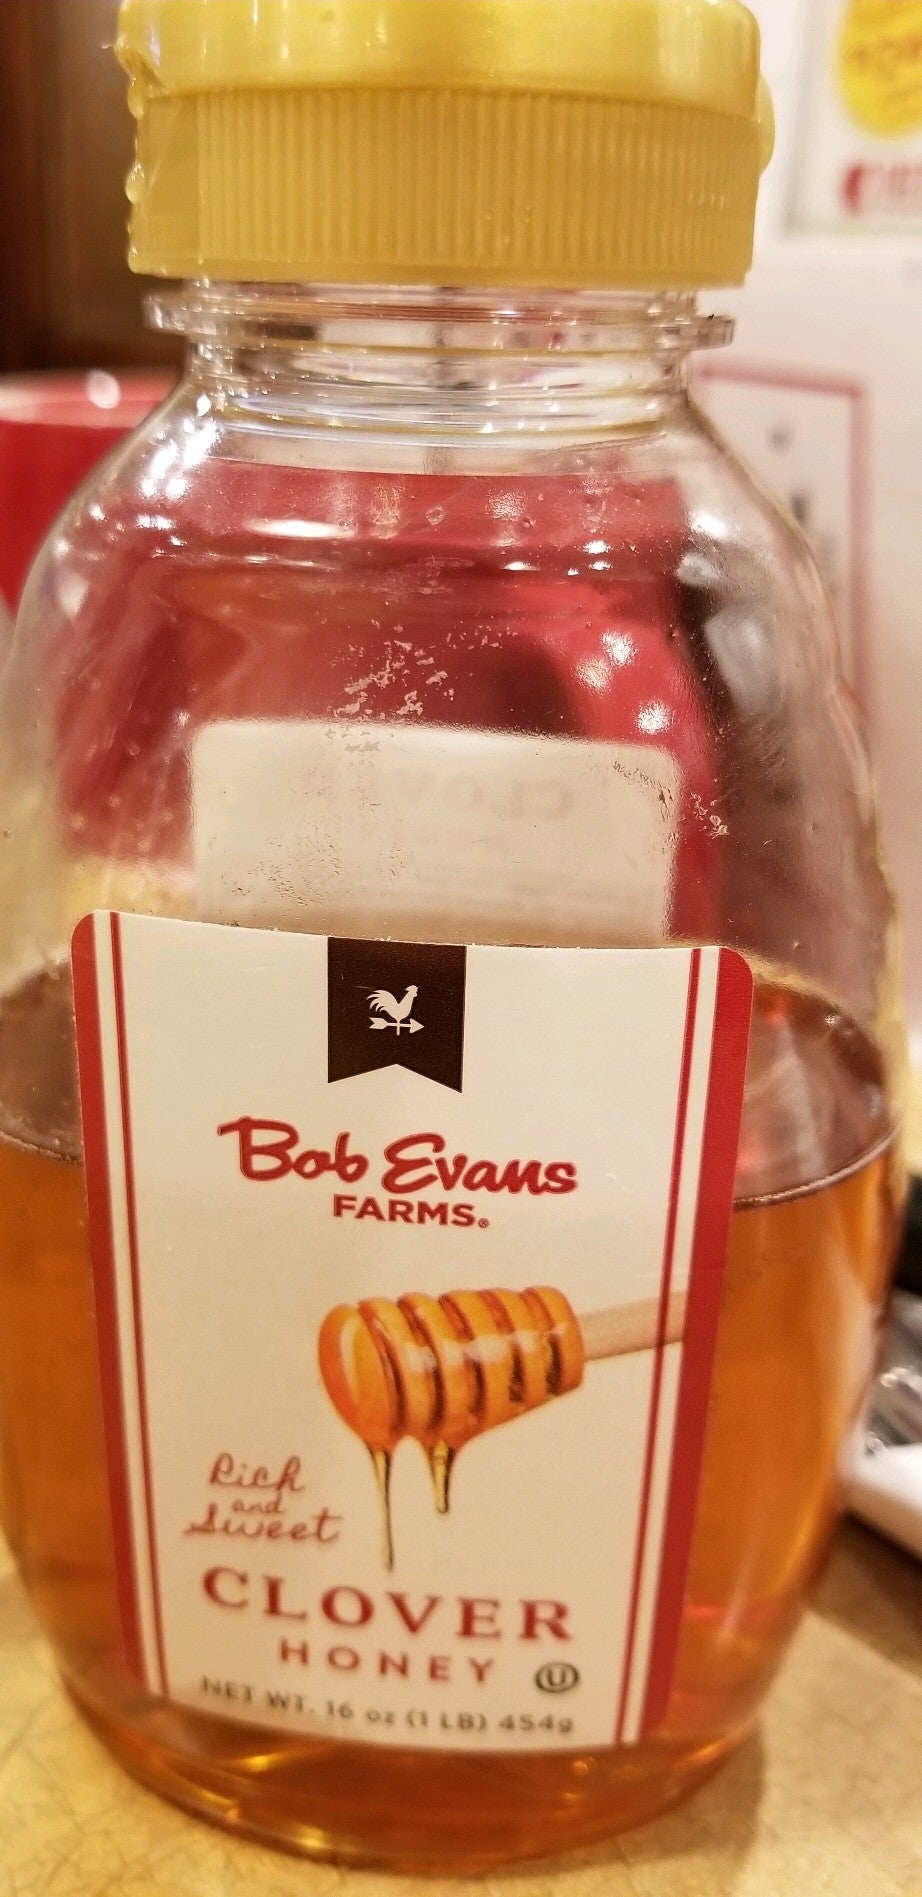 Bob Evans
FARMS®
Rich
and
Sweet
CLOVER
HONEY Ⓤ
NET WT. 16 oz (1 LB) 454g